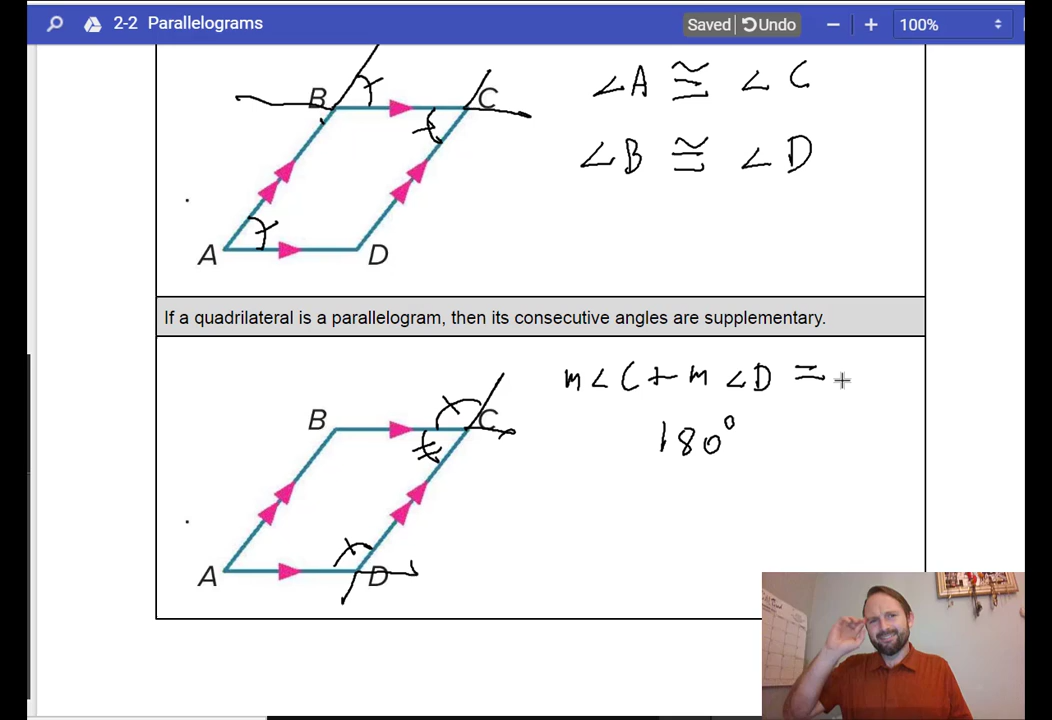 2-2 Parallelograms
Saved
Undo
100%
B
C
A
D
∠A ≅ ∠C
∠B ≅ ∠D
If a quadrilateral is a parallelogram, then its consecutive angles are supplementary.
B
C
A
D
m∠C + m∠D =
180°